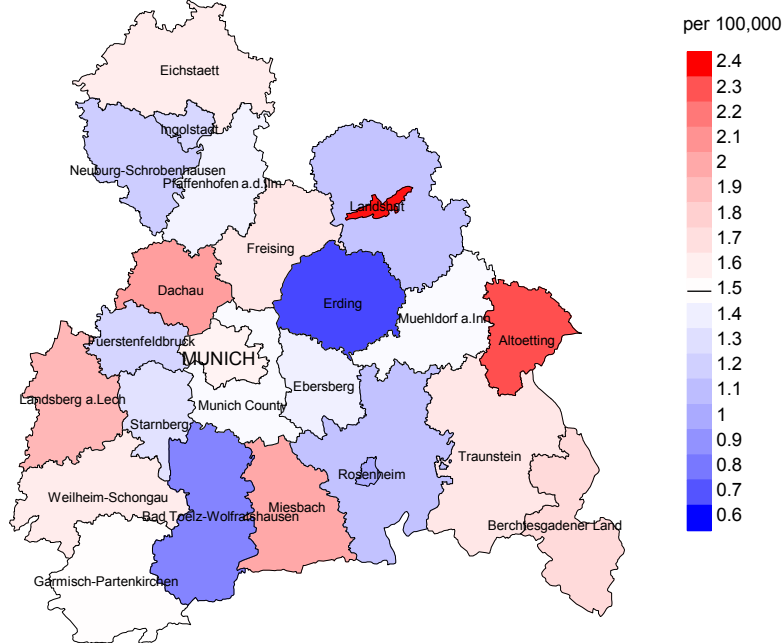 per 100,000
Eichstaett
Ingolstadt
Neuburg-Schrobenhausen
Pfaffenhofen a.d.Ilm
Landshut
Freising
Dachau
Erding
Muehldorf a.Inn
Altoetting
Fuerstenfeldbruck
MUNICH
Ebersberg
Landsberg a.Lech
Munich County
Starnberg
Traunstein
Rosenheim
Weilheim-Schongau
Miesbach
Bad Toelz-Wolfratshausen
Berchtesgadener Land
Garmisch-Partenkirchen
2.4
2.3
2.2
2.1
2
1.9
1.8
1.7
1.6
1.5
1.4
1.3
1.2
1.1
1
0.9
0.8
0.7
0.6